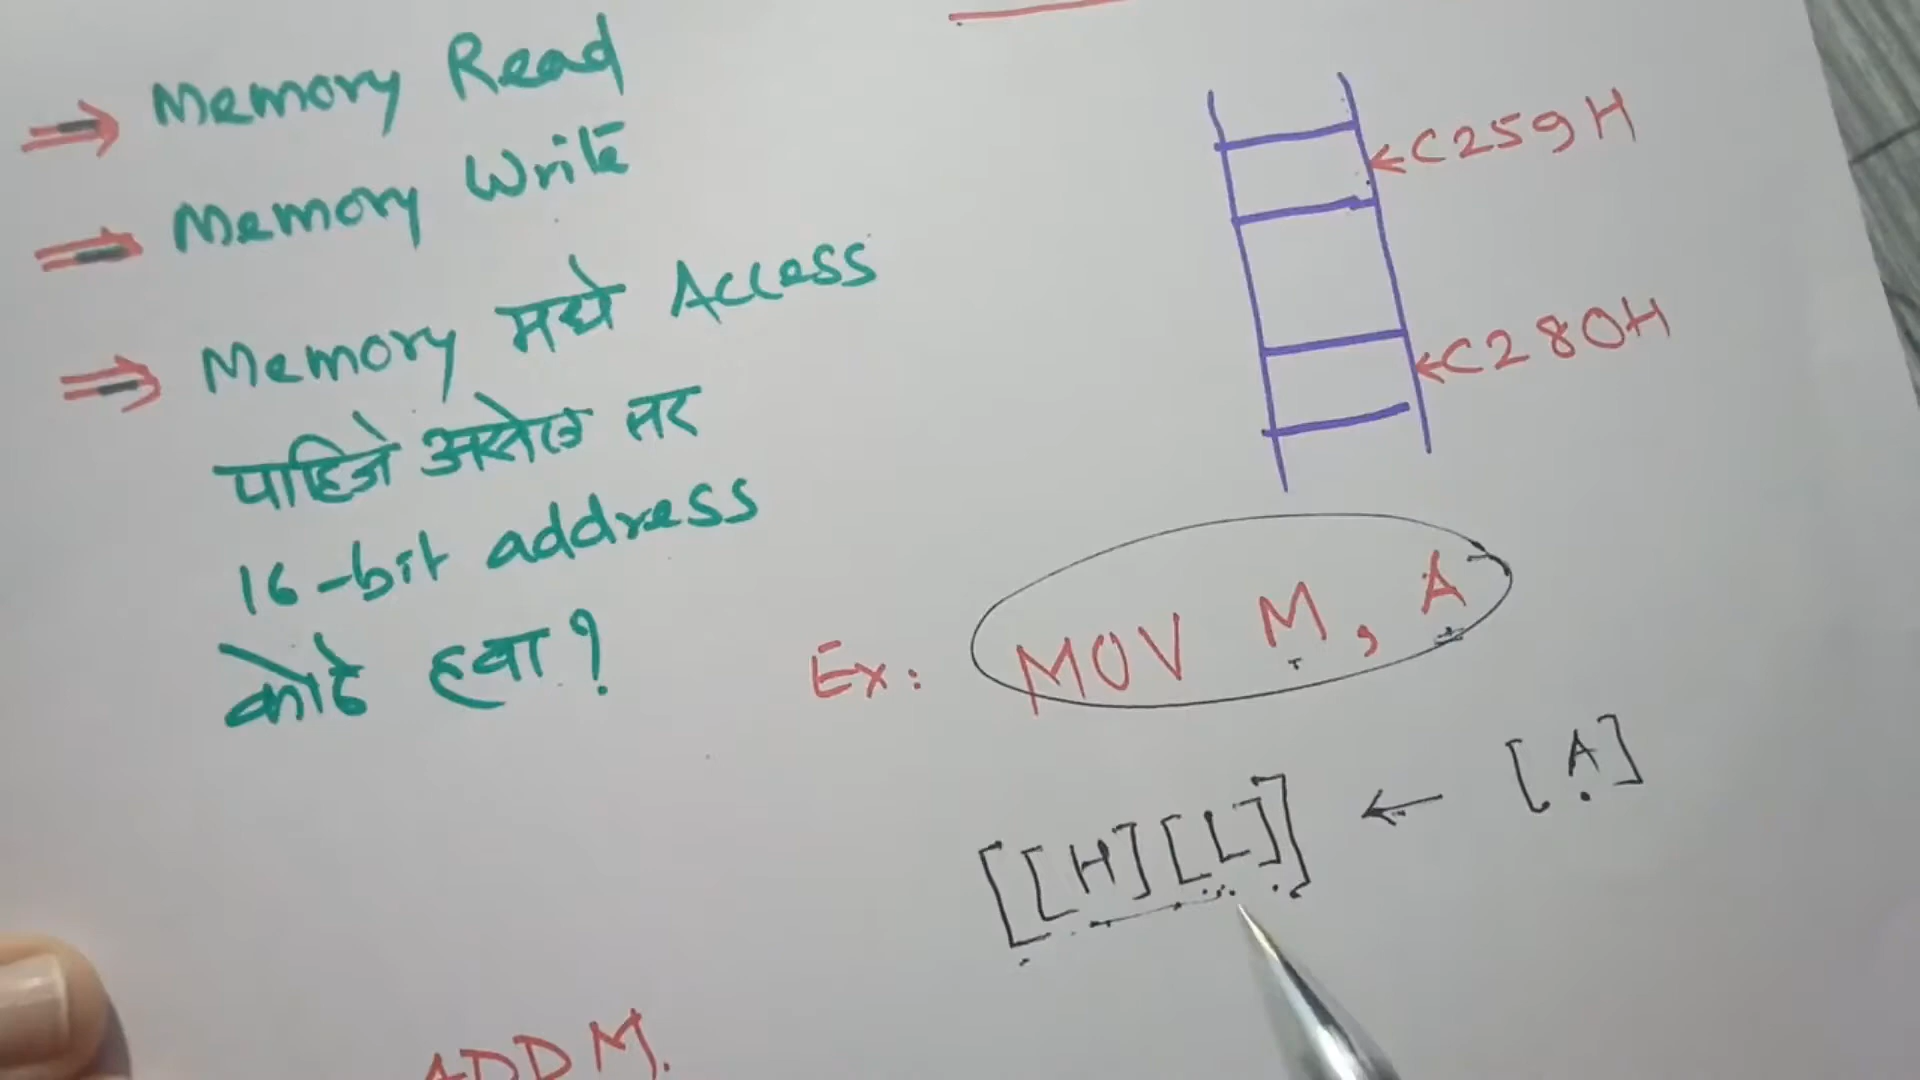 Memory Read
Memory Write
Memory मध्ये Access
पाहिजे असेल तर
16-bit address
कोठे हवा?
C259H
C280H
Ex: MOV M, A
[[H][L]] ← [A]
ADD M.